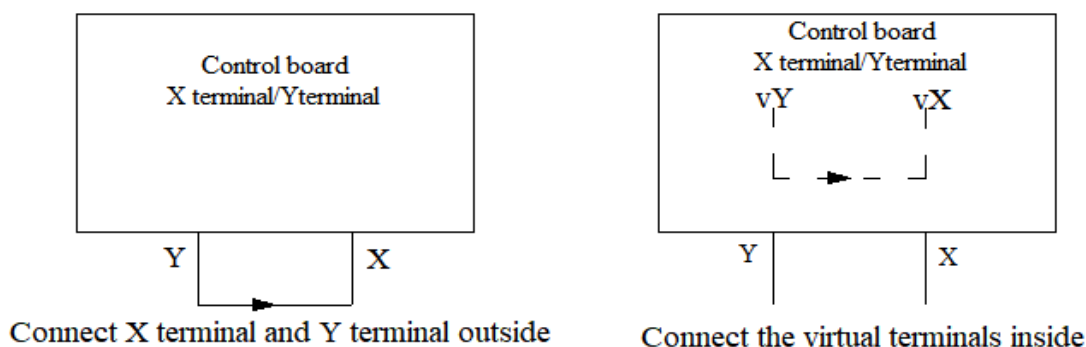 Control board
X terminal/Yterminal
Y
X
Connect X terminal and Y terminal outside
Control board
X terminal/Yterminal
vY
vX
Y
X
Connect the virtual terminals inside